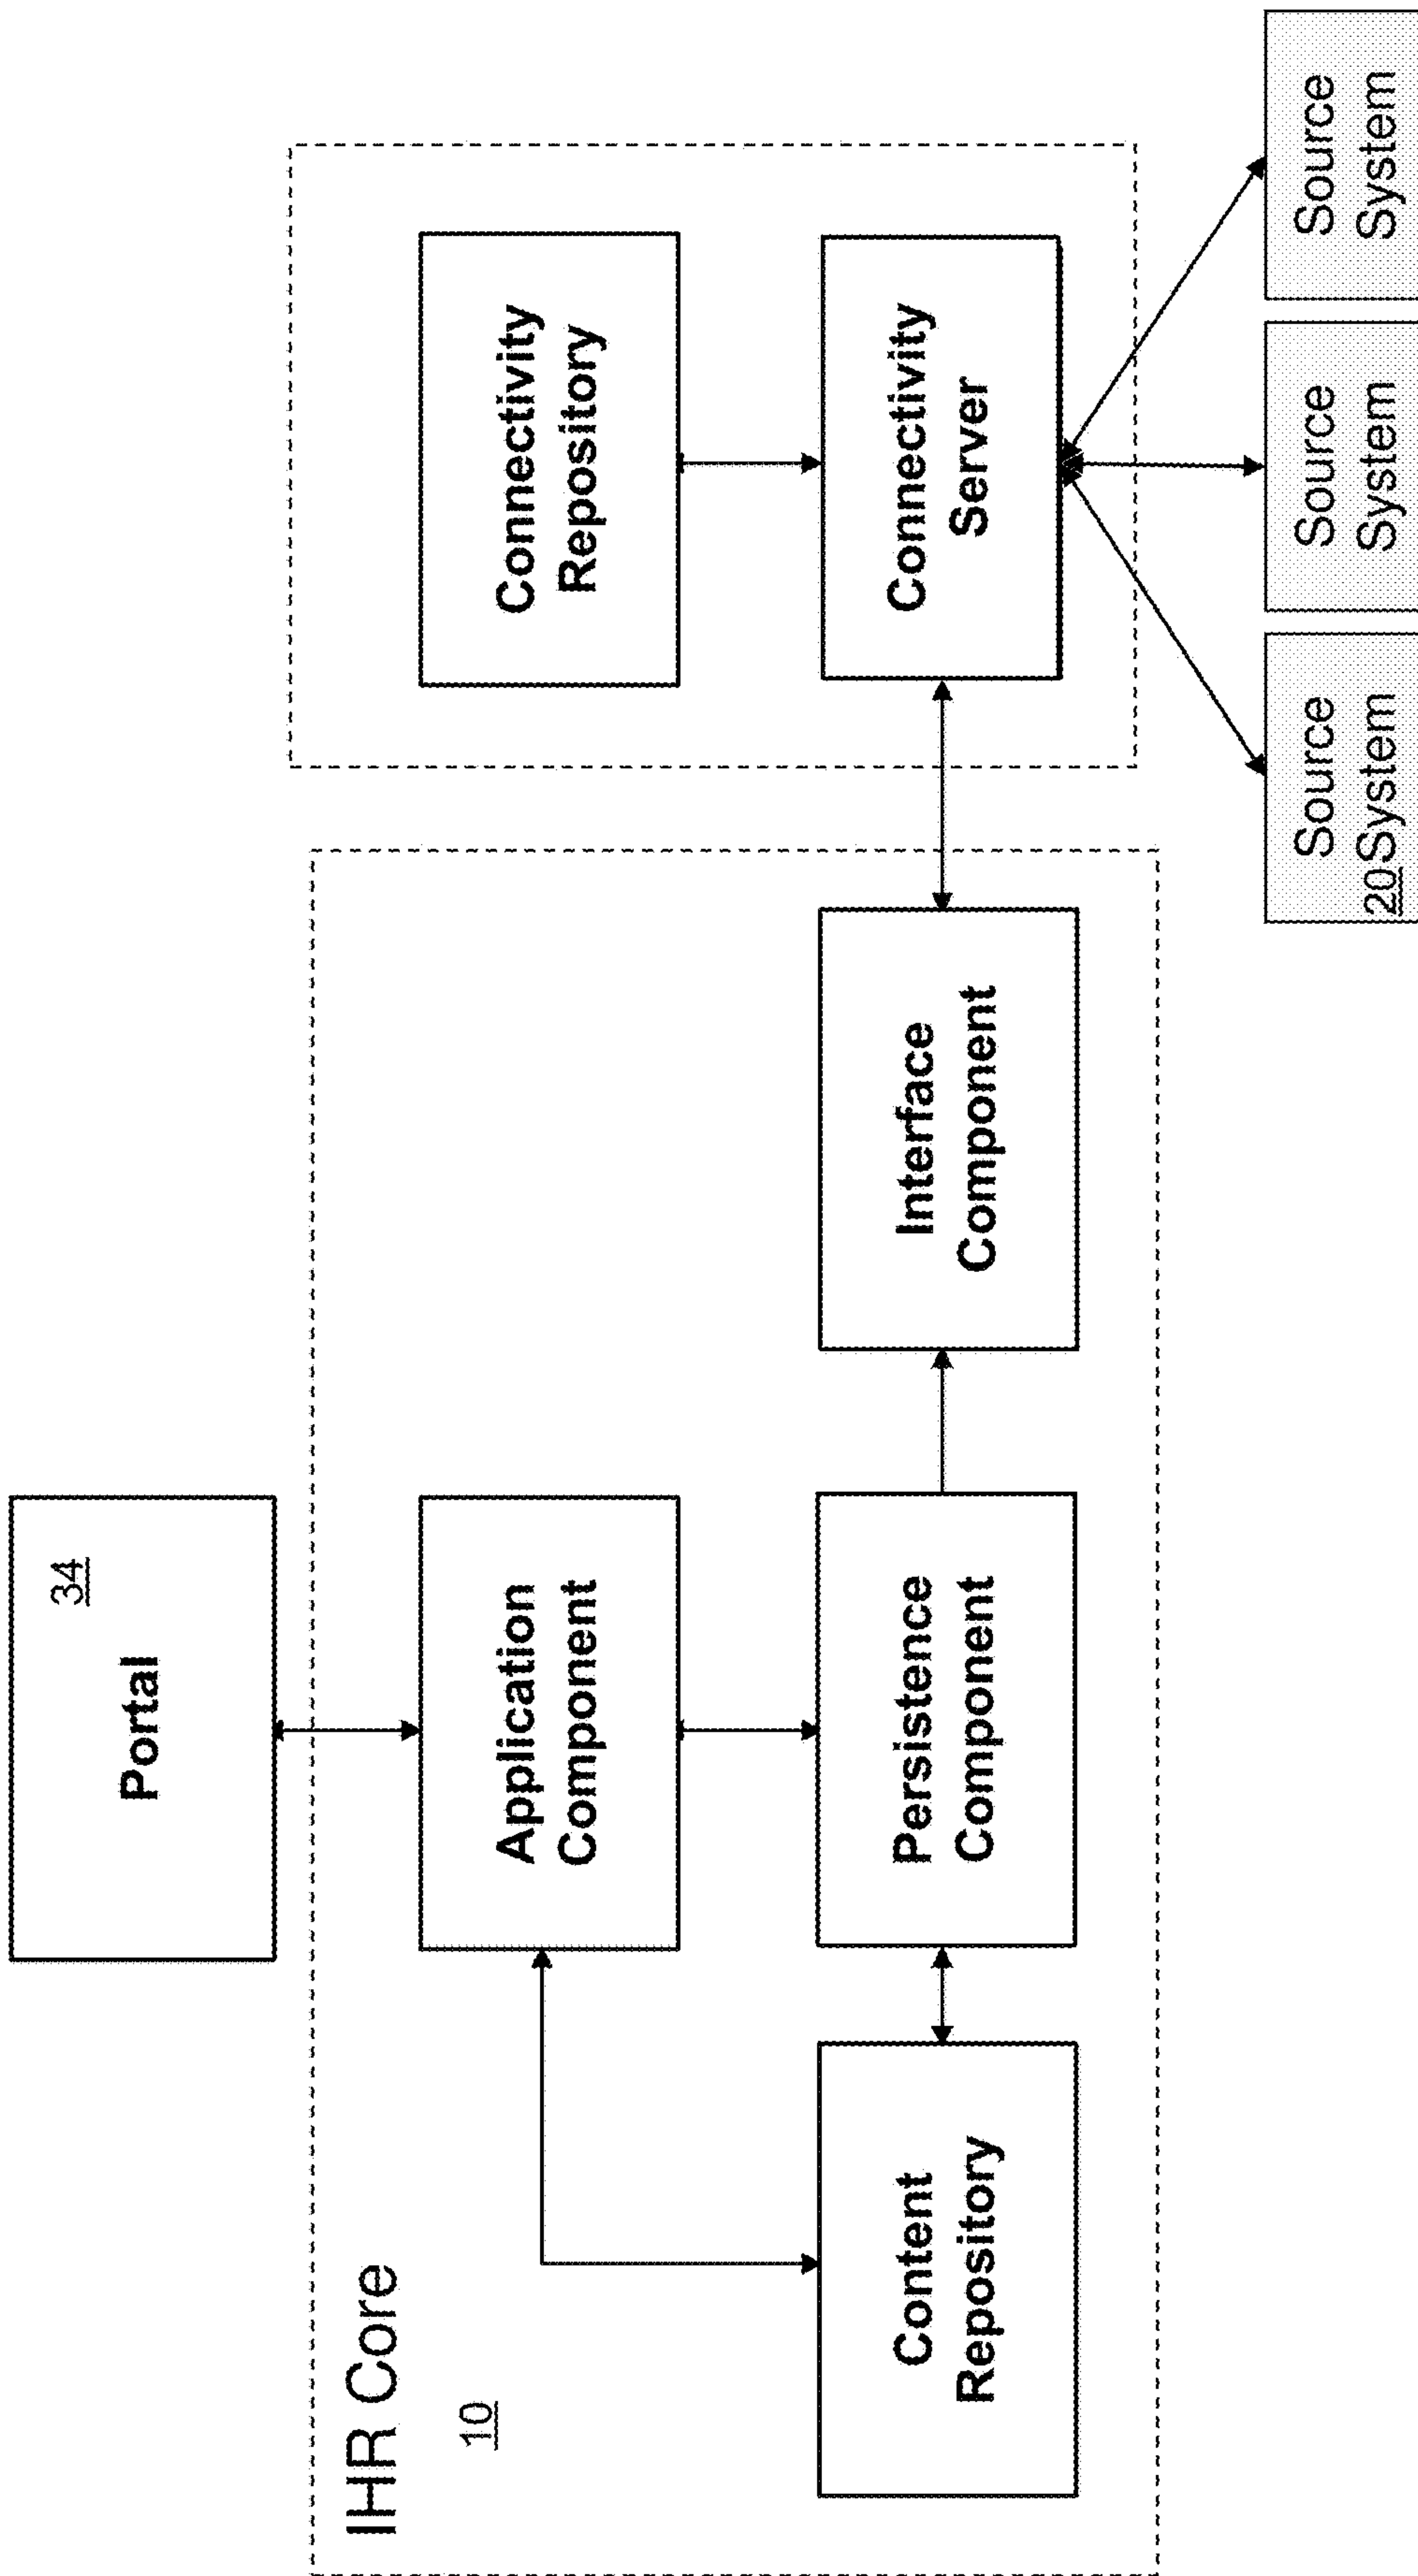 Portal
34
IHR Core
10
Application
Component
Connectivity
Repository
Content
Repository
Persistence
Component
Interface
Component
Connectivity
Server
Source
20System
Source
System
Source
System